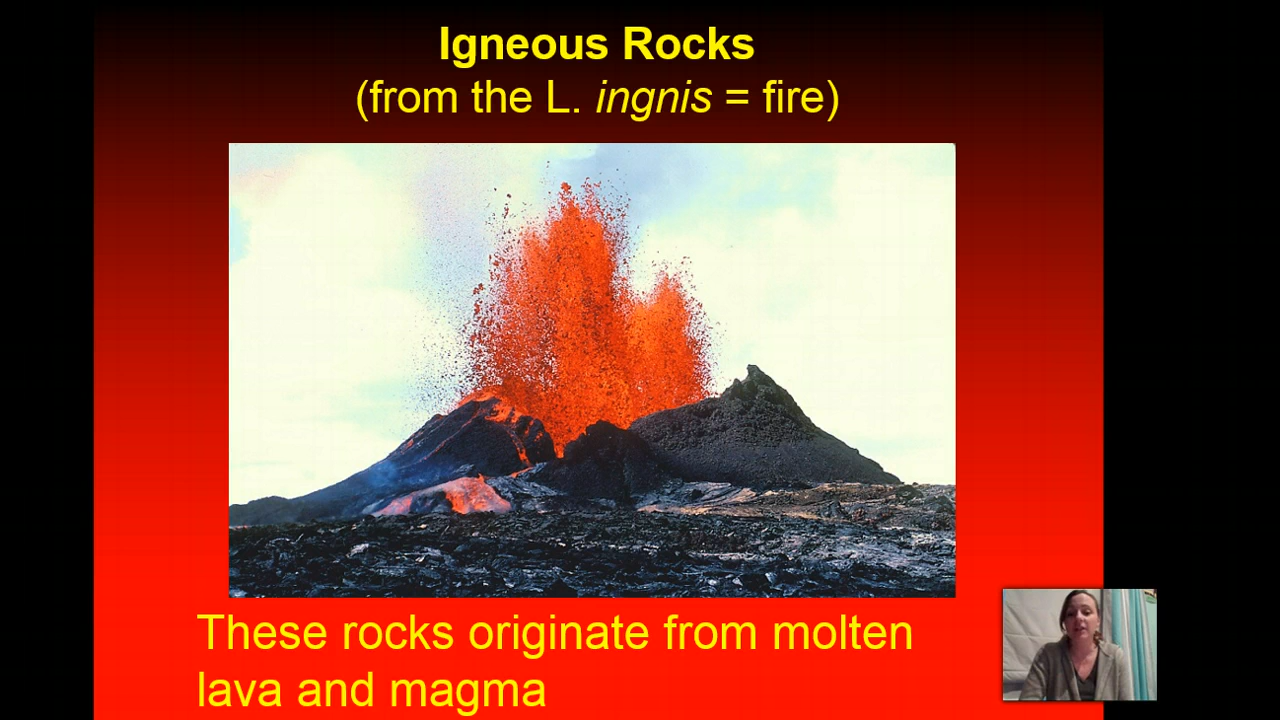 Igneous Rocks
(from the L. ingnis = fire)
These rocks originate from molten
lava and magma